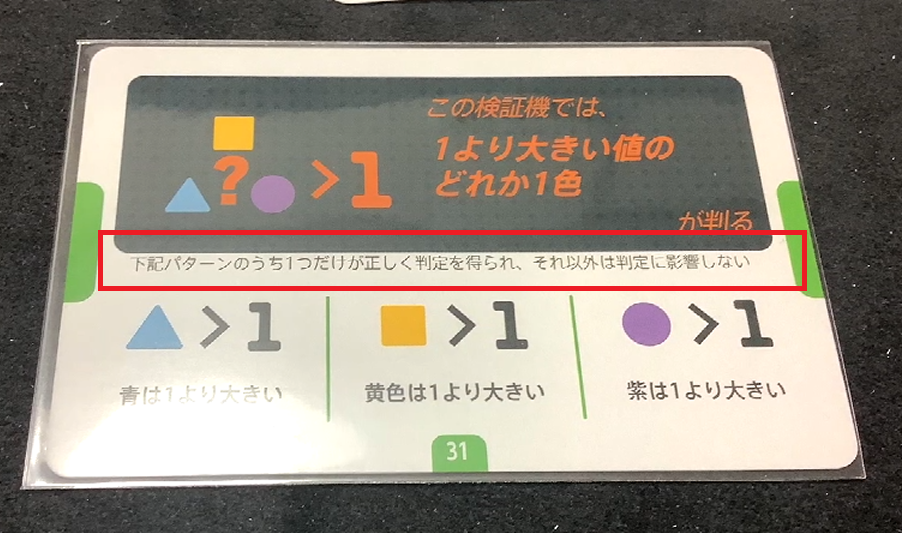 この検証機では、
? >1
1より大きい値の
どれか1色
が判る
下記パターンのうち1つだけが正しく判定を得られ、それ以外は判定に影響しない
>1
>1
>1
青は1より大きい
黄色は1より大きい
紫は1より大きい
31